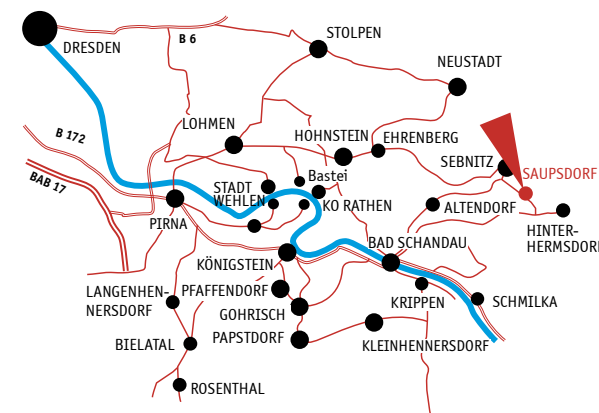 DRESDEN
B 6
STOLPEN
NEUSTADT
B 172
LOHMEN
HOHNSTEIN
EHRENBERG
SEBNITZ
BAB 17
Bastei
SAUPSDORF
STADT
WEHLEN
KO RATHEN
ALTENDORF
PIRNA
HINTER-
HERMSDORF
BAD SCHANDAU
KÖNIGSTEIN
LANGENHEN-
NERSDORF
PFAFFENDORF
KRIPPEN
SCHMILKA
GOHRISCH
PAPSTDORF
BIELATAL
KLEINHENNERSDORF
ROSENTHAL